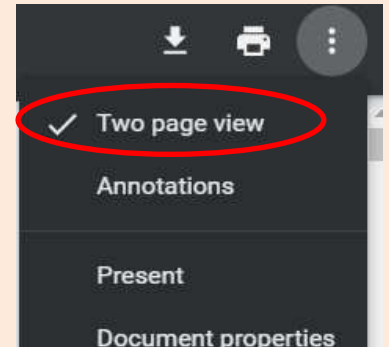 Two page view
Annotations
Present
Document properties